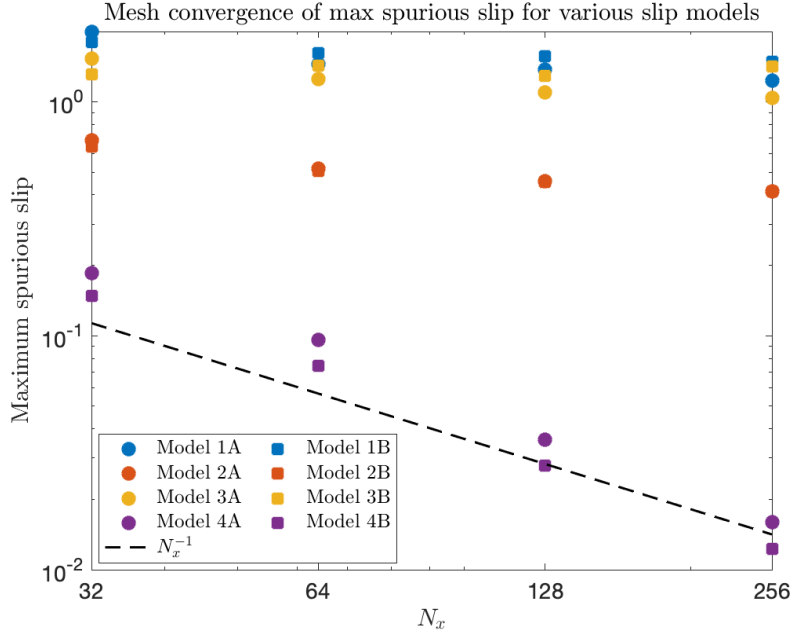 Mesh convergence of max spurious slip for various slip models
Maximum spurious slip
10^0
10^-1
10^-2
Model 1A Model 1B
Model 2A Model 2B
Model 3A Model 3B
Model 4A Model 4B
N_x^-1
32 64 128 256
N_x